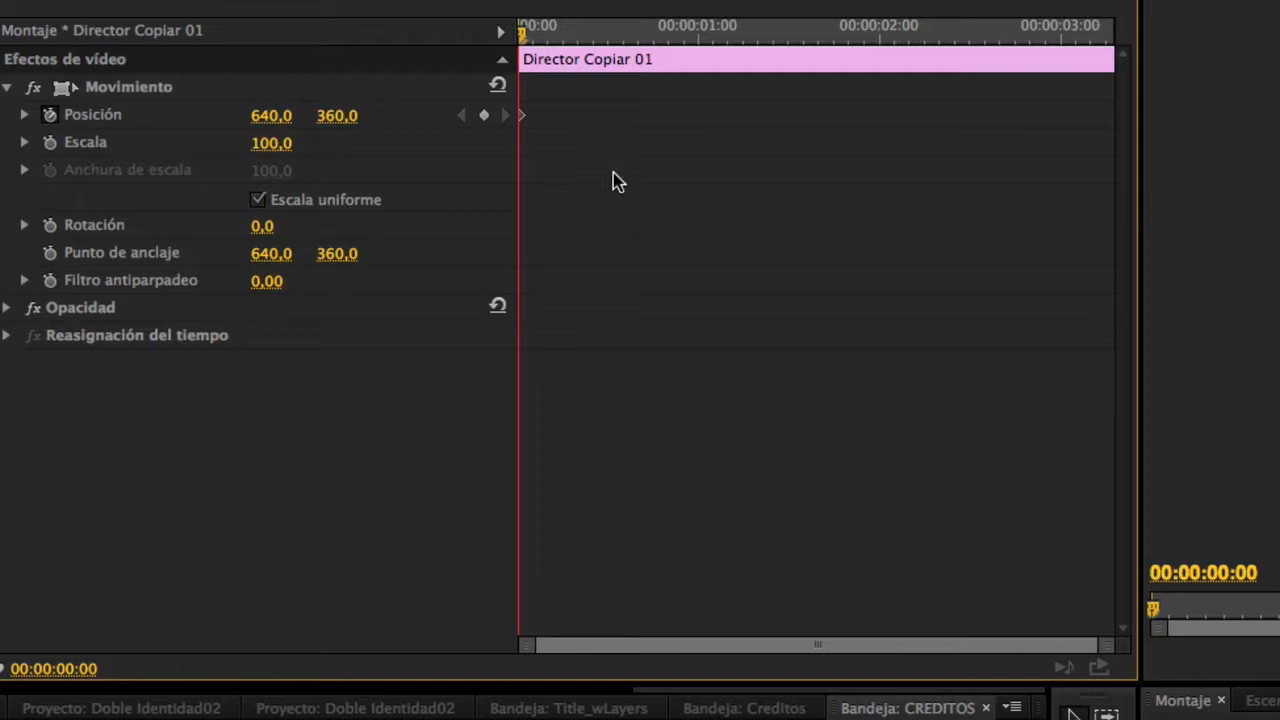 Montaje * Director Copiar 01
:00:00 00:00:01:00 00:00:02:00 00:00:03:00
Efectos de vídeo
Director Copiar 01
fx Movimiento
Posición 640,0 360,0
Escala 100,0
Anchura de escala 100,0
Escala uniforme
Rotación 0,0
Punto de anclaje 640,0 360,0
Filtro antiparpadeo 0,00
fx Opacidad
fx Reasignación del tiempo
00:00:00:00
00:00:00:00
Proyecto: Doble Identidad02 Proyecto: Doble Identidad02 Bandeja: Title_wLayers Bandeja: Creditos Bandeja: CREDITOS × Montaje × Esce